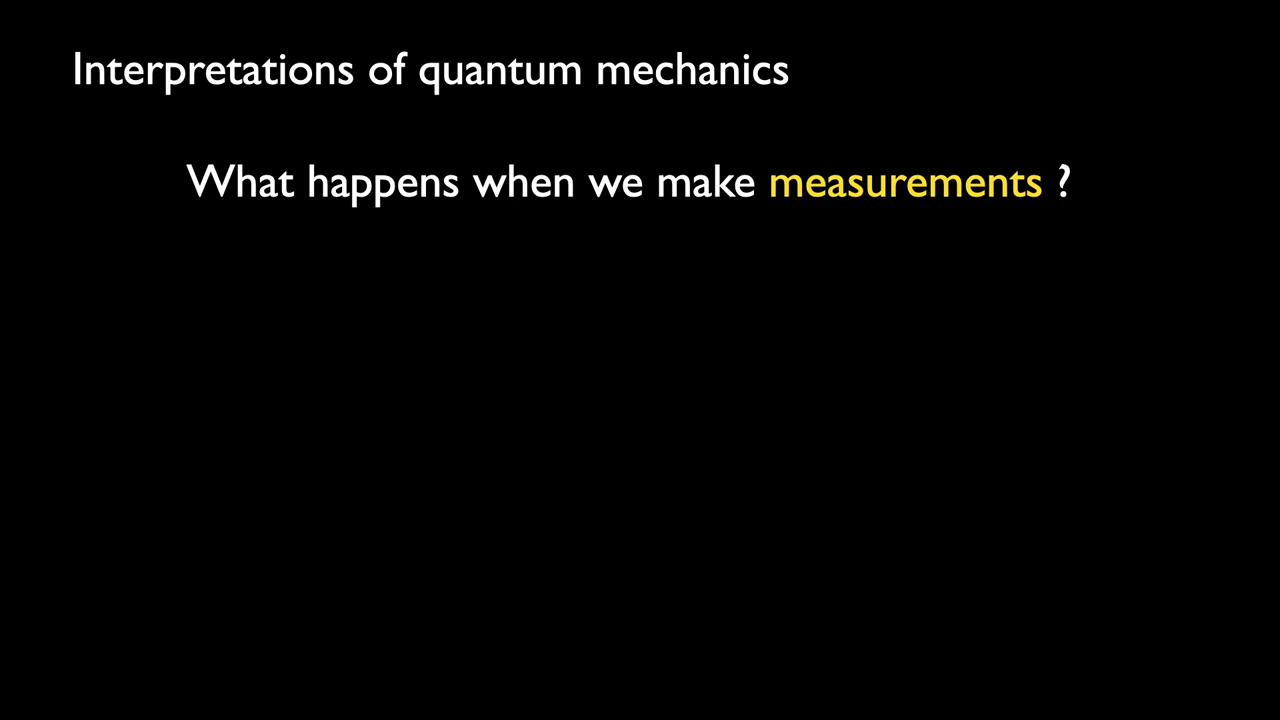 Interpretations of quantum mechanics
What happens when we make measurements ?